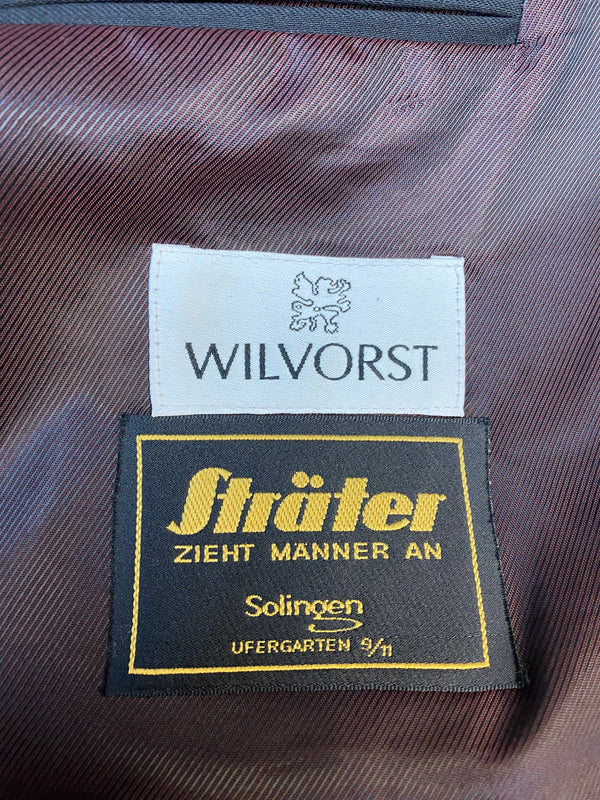 WILVORST
Sträter
ZIEHT MÄNNER AN
Solingen
UFERGARTEN 9/11